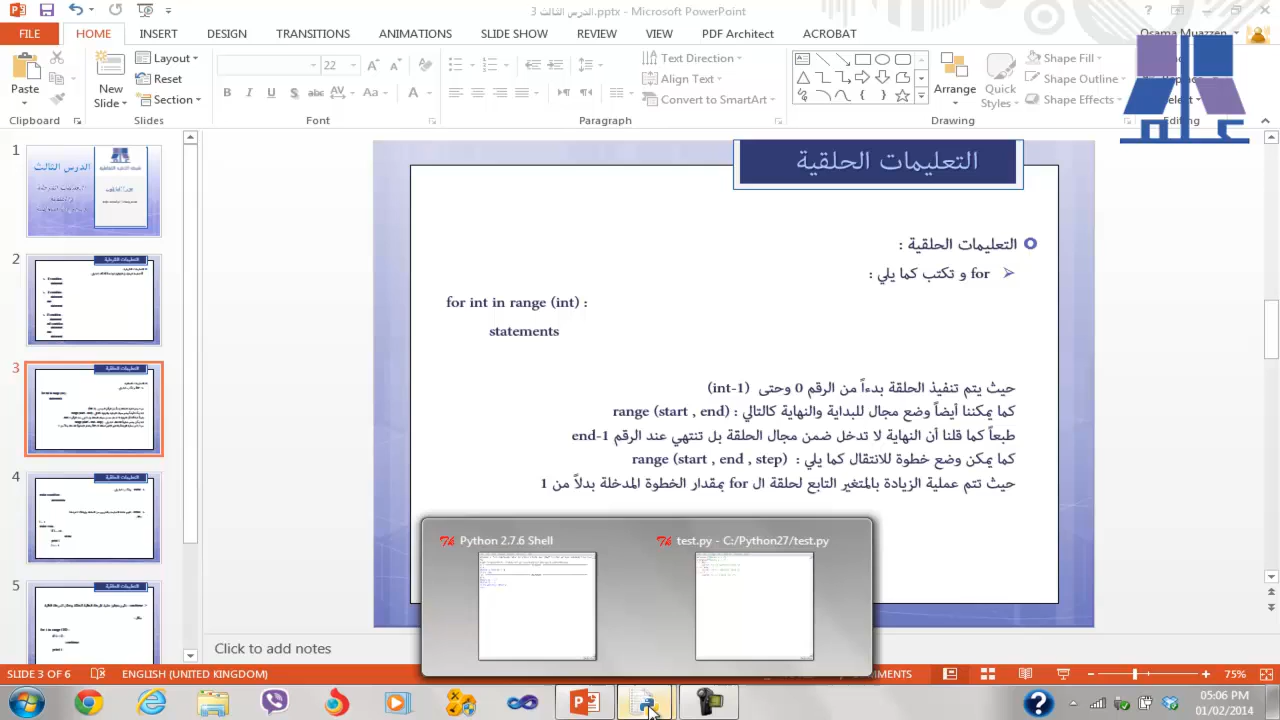 الدرس الثالث 3.pptx - Microsoft PowerPoint
FILE
HOME
INSERT
DESIGN
TRANSITIONS
ANIMATIONS
SLIDE SHOW
REVIEW
VIEW
PDF Architect
ACROBAT
Osama Muazzen
Paste
New
Slide
Layout
Reset
Section
22
Text Direction
Align Text
Convert to SmartArt
Arrange
Quick
Styles
Shape Fill
Shape Outline
Shape Effects
Clipboard
Slides
Font
Paragraph
Drawing
Editing
1
الدرس الثالث
2
3
4
5
التعليمات الحلقية
التعليمات الحلقية :
for و تكتب كما يلي :
for int in range (int) :
statements
حيث يتم تنفيذ الحلقة بدءاً من الرقم 0 وحتى (int-1)
كما يمكننا أيضاً وضع مجال للبداية والنهاية كالتالي : range (start , end)
طبعاً كما قلنا أن النهاية لا تدخل ضمن مجال الحلقة بل تنتهي عند الرقم end-1
كما يمكن وضع خطوة للانتقال كما يلي : range (start , end , step)
حيث تتم عملية الزيادة بالمتغير التابع لحلقة ال for بمقدار الخطوة المدخلة بدلاً من 1
Python 2.7.6 Shell
test.py - C:/Python27/test.py
Click to add notes
SLIDE 3 OF 6
ENGLISH (UNITED KINGDOM)
75%
05:06 PM
01/02/2014